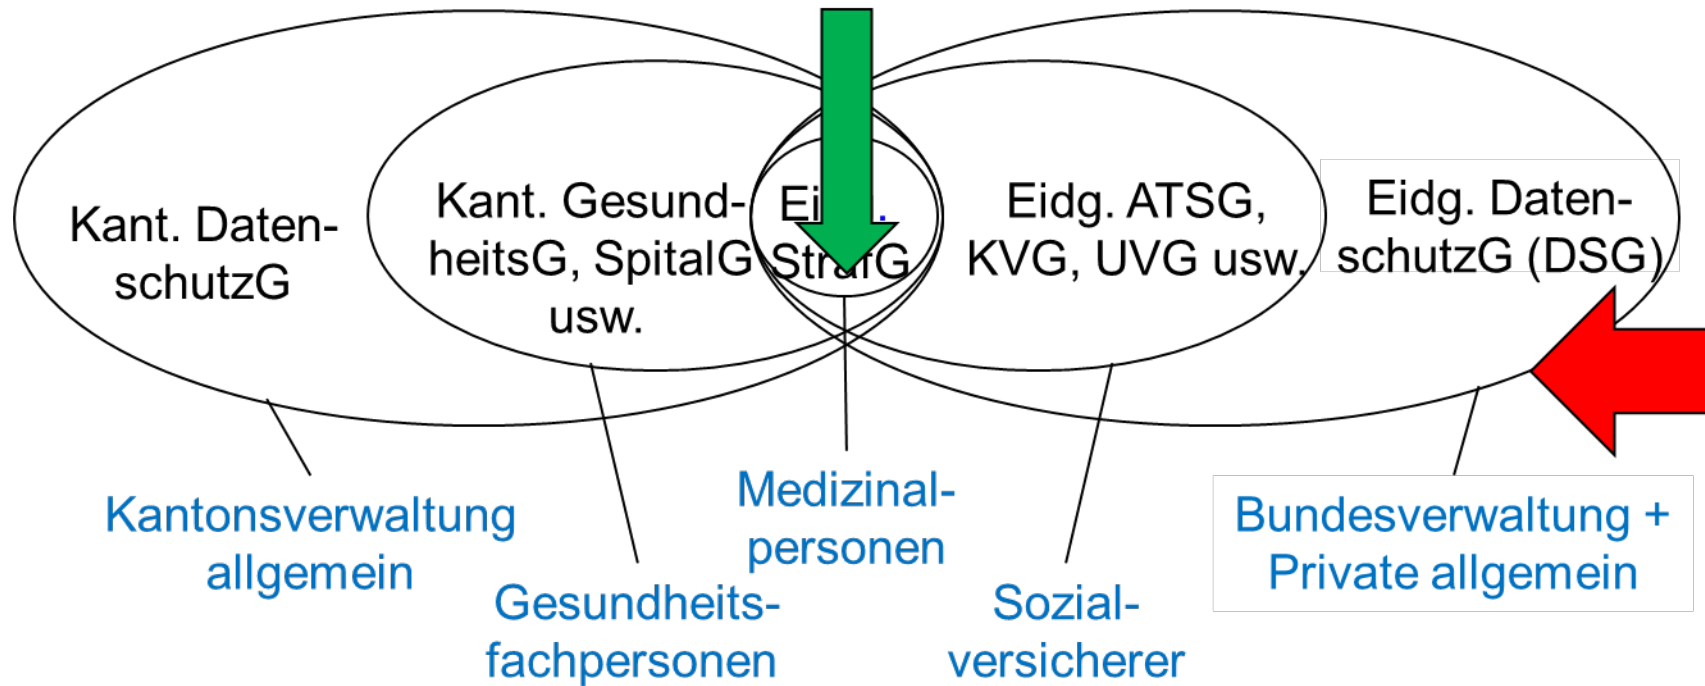 Kant. Daten-
schutzG
Kant. Gesund-
heitsG, SpitalG
usw.
StrafG
Eidg. ATSG,
KVG, UVG usw.
Eidg. Daten-
schutzG (DSG)
Kantonsverwaltung
allgemein
Gesundheits-
fachpersonen
Medizinal-
personen
Sozial-
versicherer
Bundesverwaltung +
Private allgemein